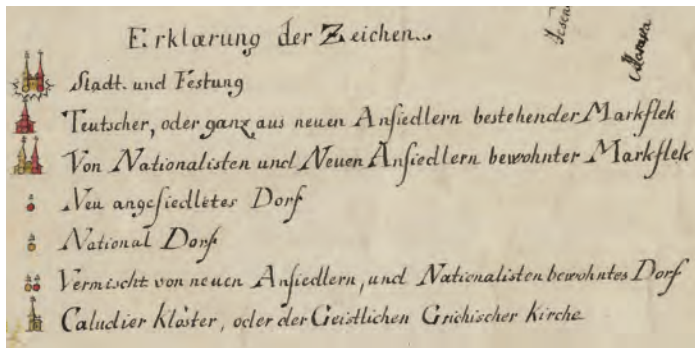 Erklærung der Zeichen.
Stadt. und Festung
Teutscher, oder ganz aus neuen Ansiedlern bestehender Markflek
Von Nationalisten und Neuen Ansiedlern bewohnter Markflek
Neu angesiedletes Dorf
National Dorf
Vermischt von neuen Ansiedlern, und Nationalisten bewohntes Dorf
Caludier Klöster, oder der Geistlichen Grichischer Kirche